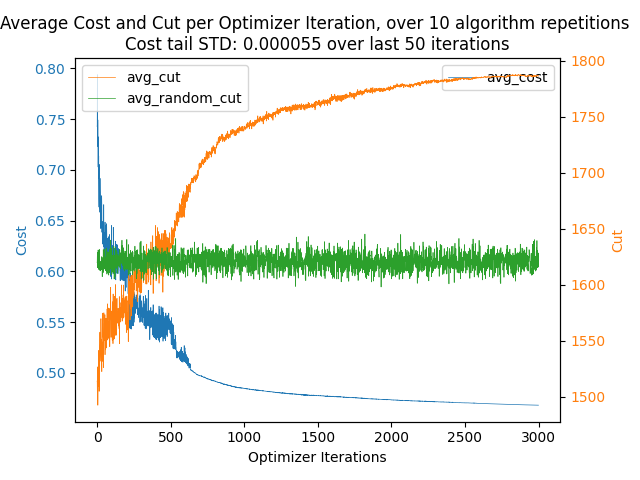 Average Cost and Cut per Optimizer Iteration, over 10 algorithm repetitions
Cost tail STD: 0.000055 over last 50 iterations
avg_cut
avg_random_cut
avg_cost
0.80
0.75
0.70
0.65
0.60
0.55
0.50
Cost
1800
1750
1700
1650
1600
1550
1500
Cut
0
500
1000
1500
2000
2500
3000
Optimizer Iterations